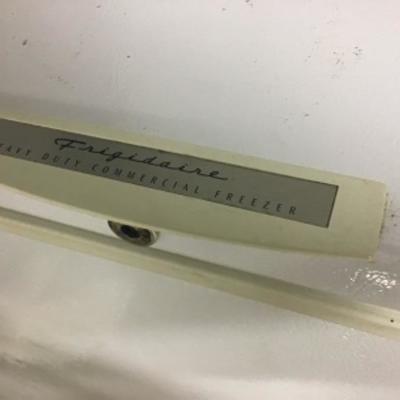 Frigidaire
HEAVY DUTY COMMERCIAL FREEZER